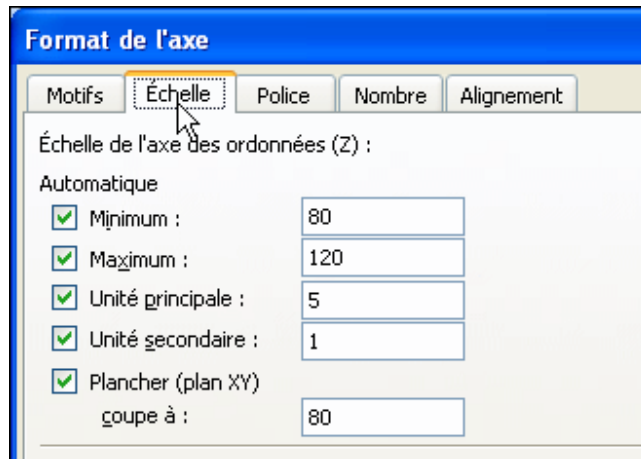 Format de l'axe
Motifs Échelle Police Nombre Alignement
Échelle de l'axe des ordonnées (Z) :
Automatique
Minimum : 80
Maximum : 120
Unité principale : 5
Unité secondaire : 1
Plancher (plan XY)
coupe à : 80